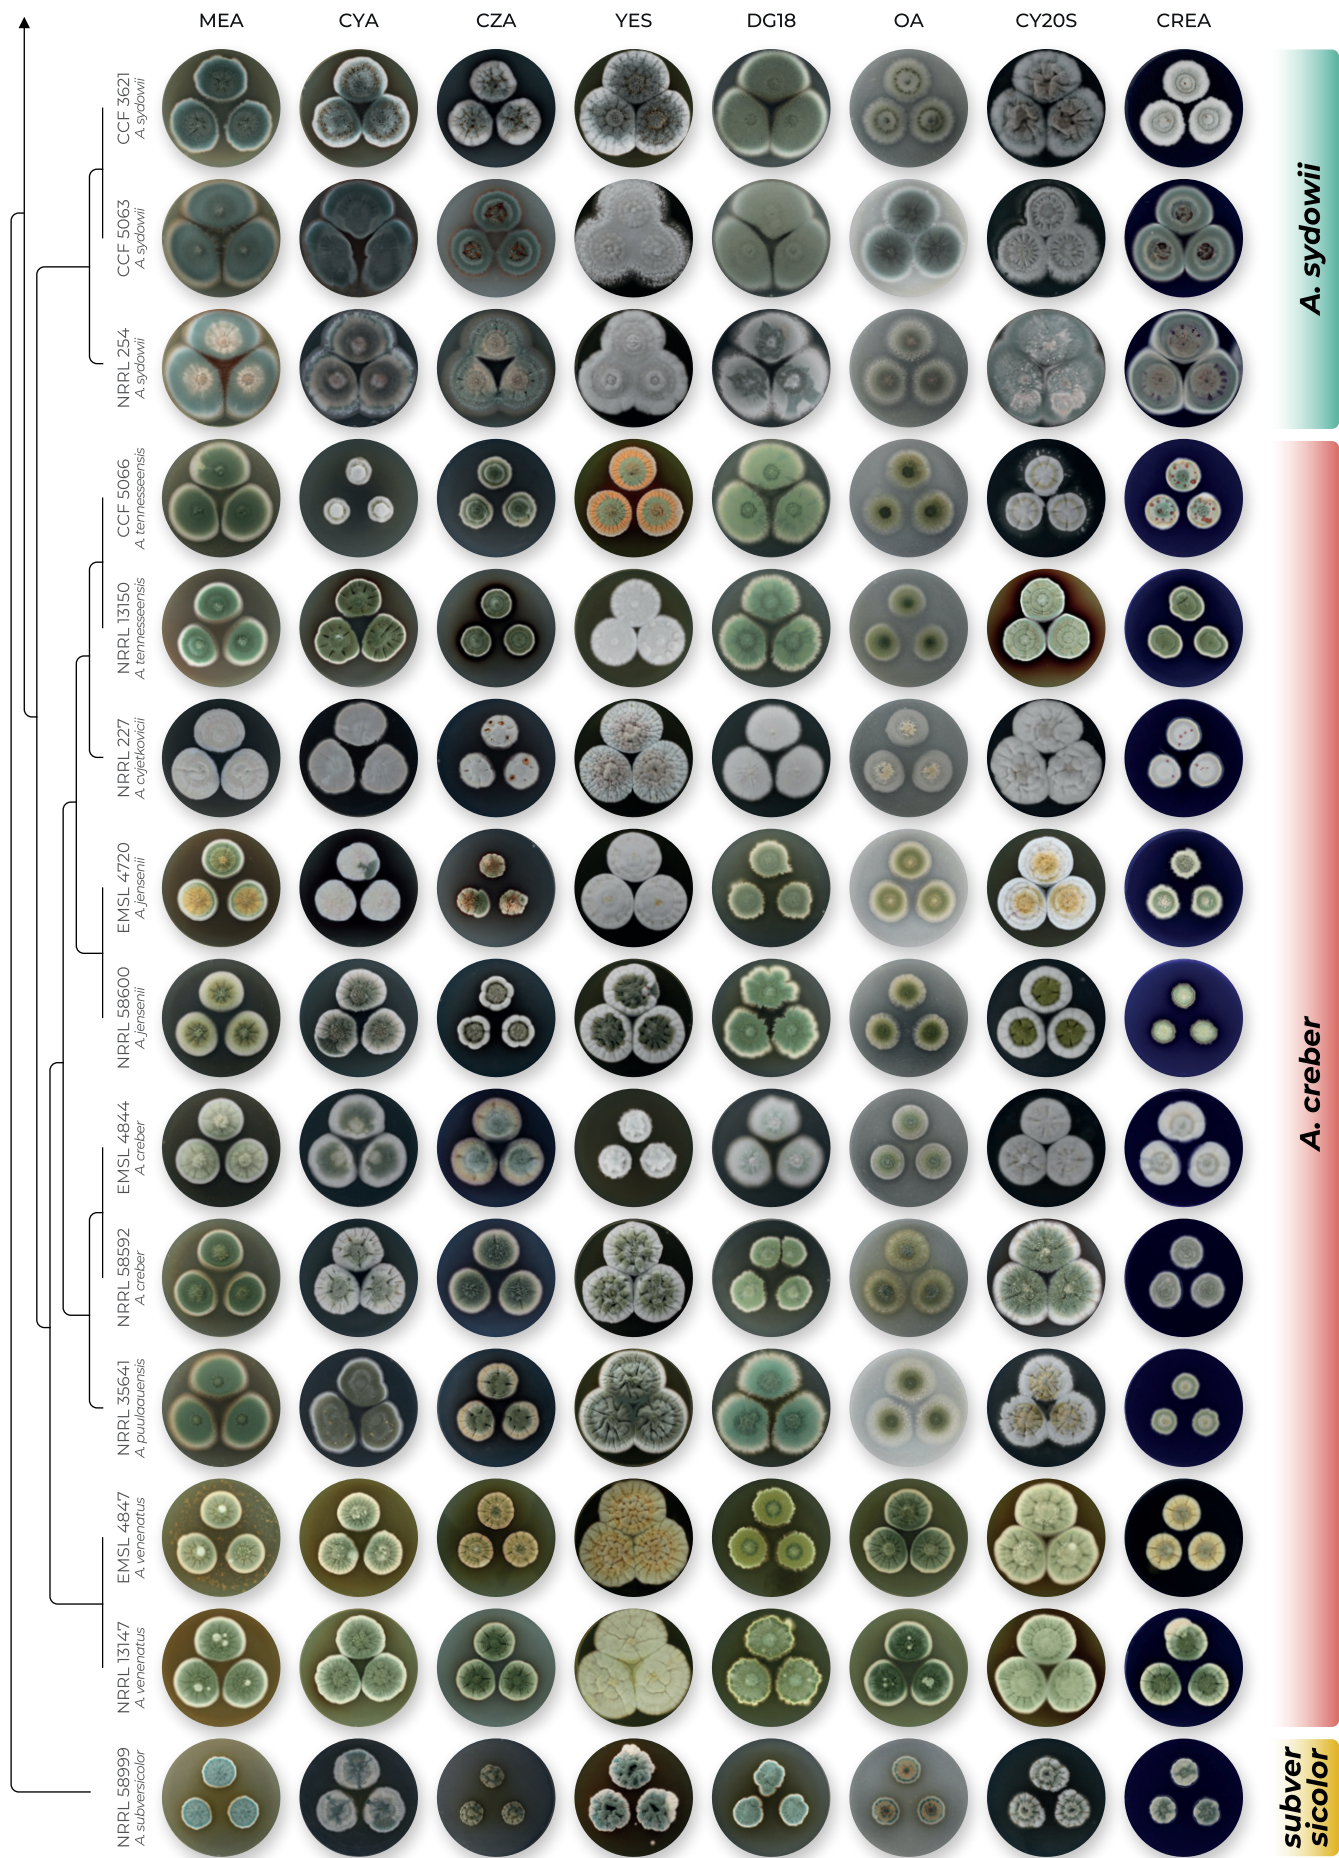 MEA CYA CZA YES DG18 OA CY20S CREA
CCF 3621
A. sydowii
CCF 5063
A. sydowii
NRRL 254
A. sydowii
A. sydowii
CCF 5066
A. tennesseensis
NRRL 13150
A. tennesseensis
NRRL 227
A. cvjetkovicii
EMSL 4720
A. jensenii
NRRL 58600
A. jensenii
EMSL 4844
A. creber
NRRL 58592
A. creber
NRRL 35641
A. puulaauensis
EMSL 4847
A. venenatus
NRRL 13147
A. venenatus
A. creber
NRRL 58999
A. subversicolor
subver
sicolor